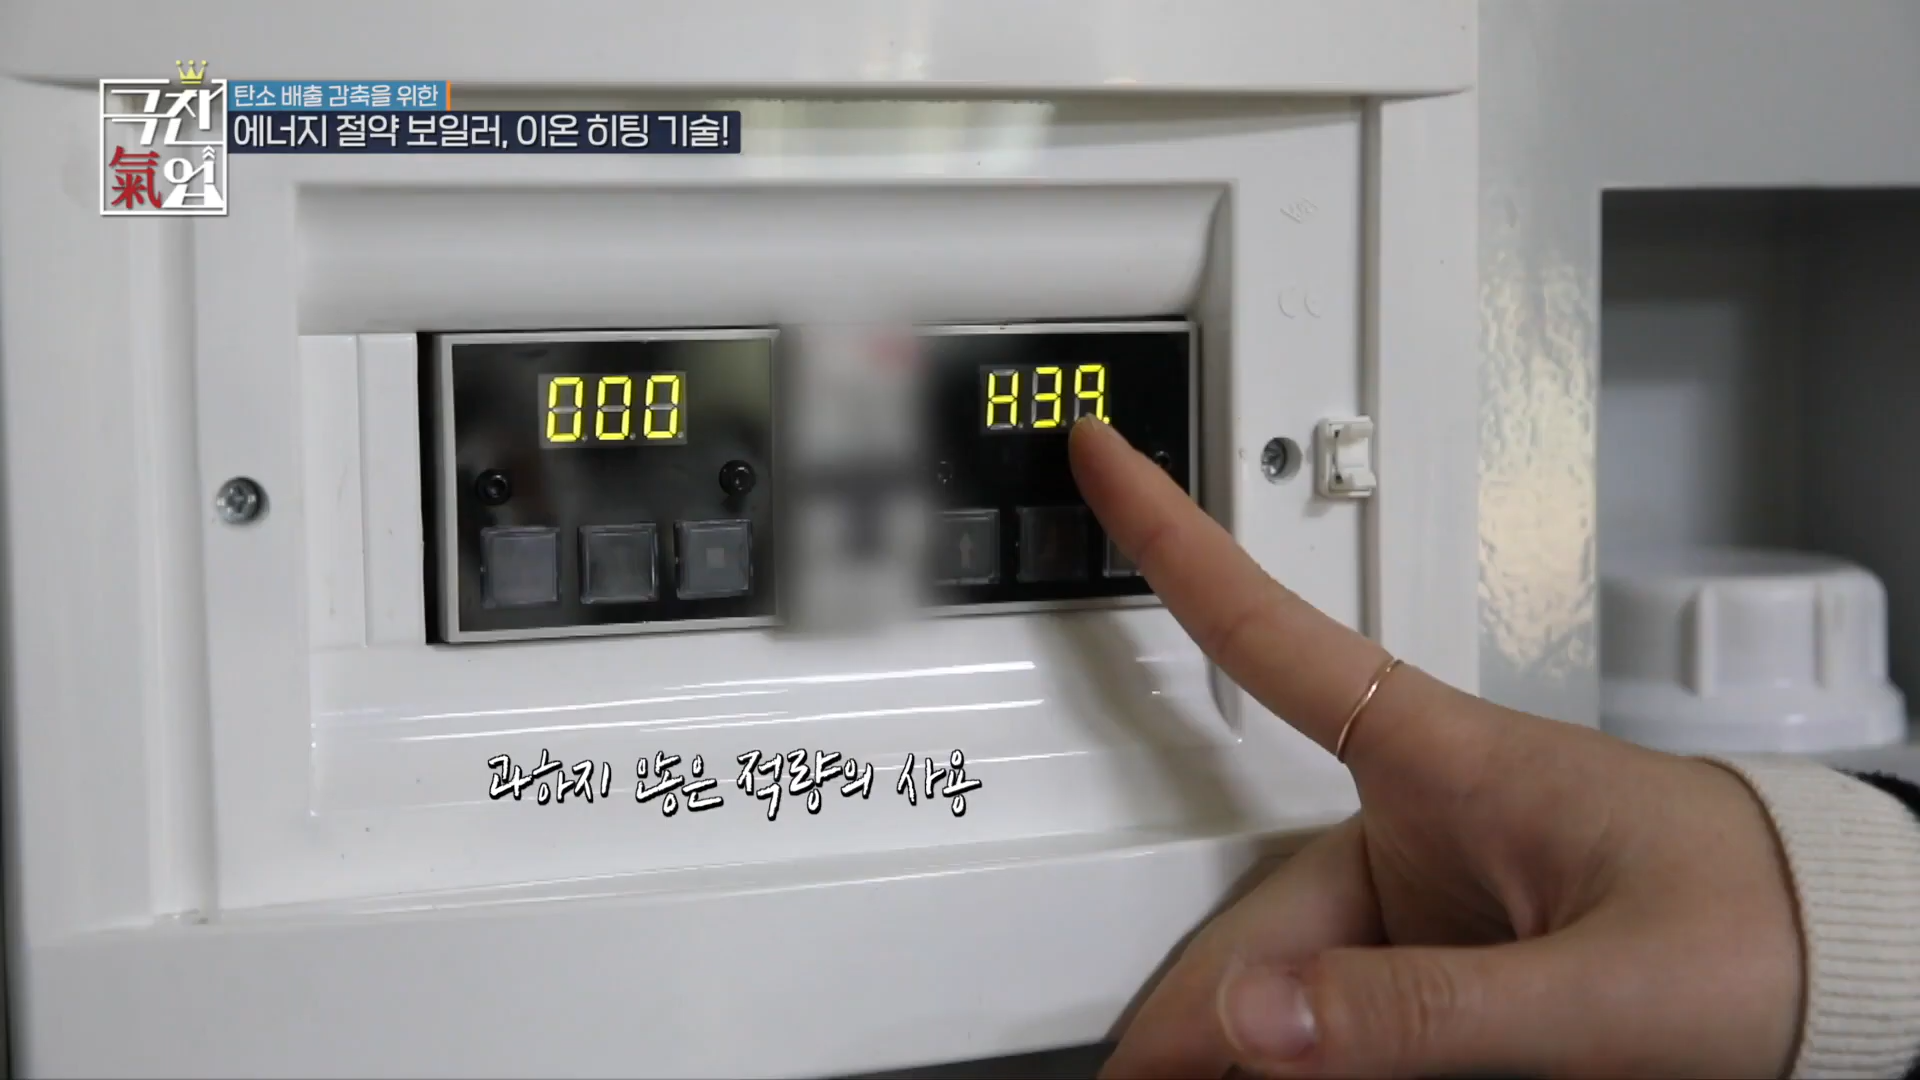 극찬
氣업
탄소 배출 감축을 위한
에너지 절약 보일러, 이온 히팅 기술!
000
H39.
과하지 않은 적량의 사용